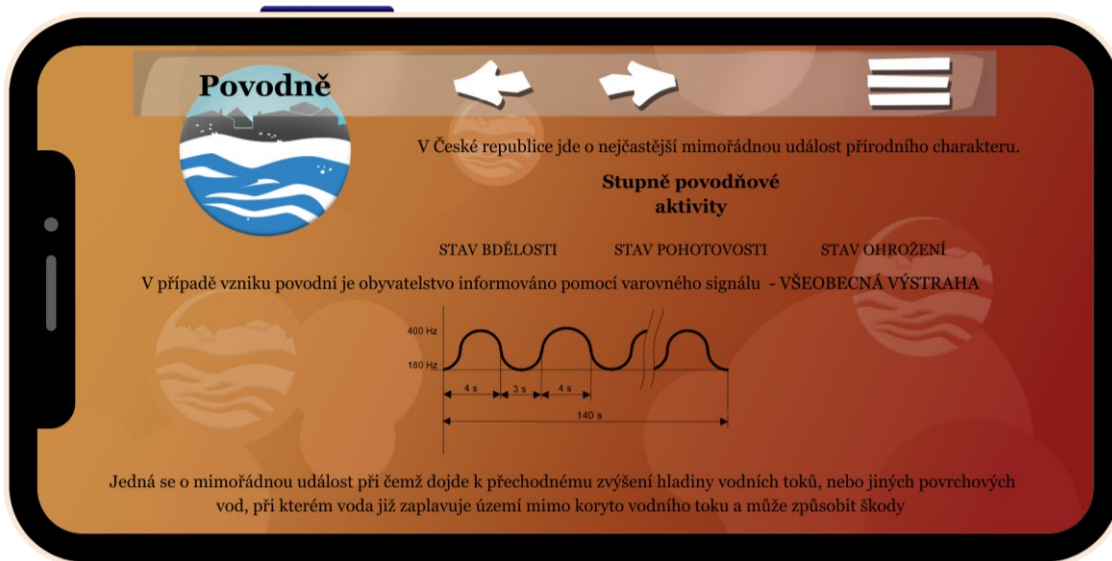 Povodně
V České republice jde o nejčastější mimořádnou událost přírodního charakteru.
Stupně povodňové
aktivity
STAV BDĚLOSTI STAV POHOTOVOSTI STAV OHROŽENÍ
V případě vzniku povodní je obyvatelstvo informováno pomocí varovného signálu - VŠEOBECNÁ VÝSTRAHA
400 Hz
180 Hz
4 s 3 s 4 s
140 s
Jedná se o mimořádnou událost při čemž dojde k přechodnému zvýšení hladiny vodních toků, nebo jiných povrchových
vod, při kterém voda již zaplavuje území mimo koryto vodního toku a může způsobit škody